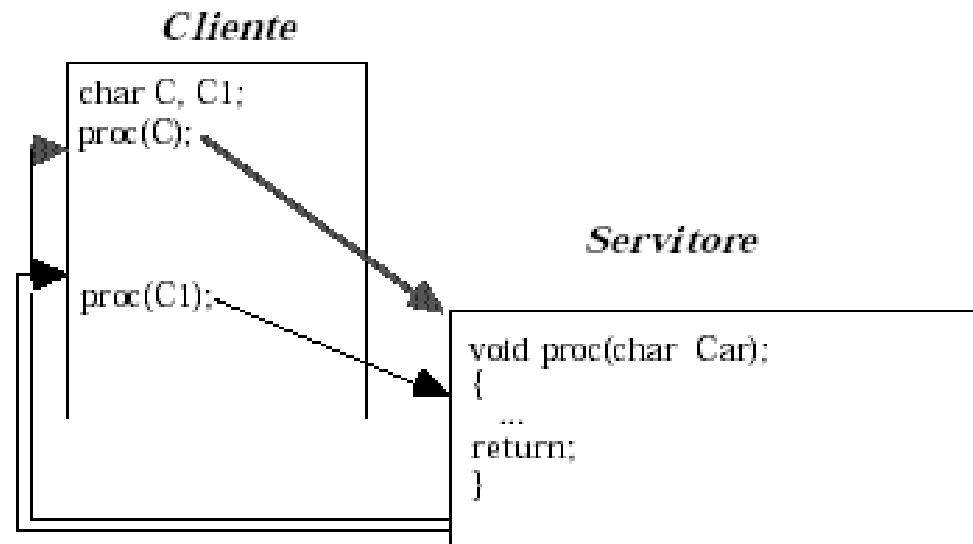 Cliente
char C, C1;
proc(C);
proc(C1);
Servitore
void proc(char Car);
{
...
return;
}